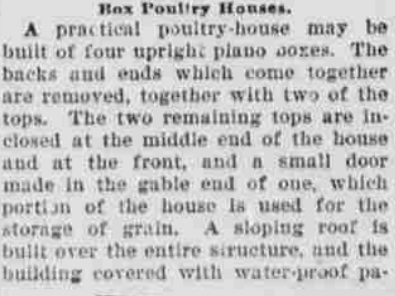 Box Poultry Houses.
A practical poultry-house may be
built of four upright piano boxes. The
backs and ends which come together
are removed, together with two of the
tops. The two remaining tops are in-
closed at the middle end of the house
and at the front, and a small door
made in the gable end of one, which
portion of the house is used for the
storage of grain. A sloping roof is
built over the entire structure, and the
building covered with water-proof pa-